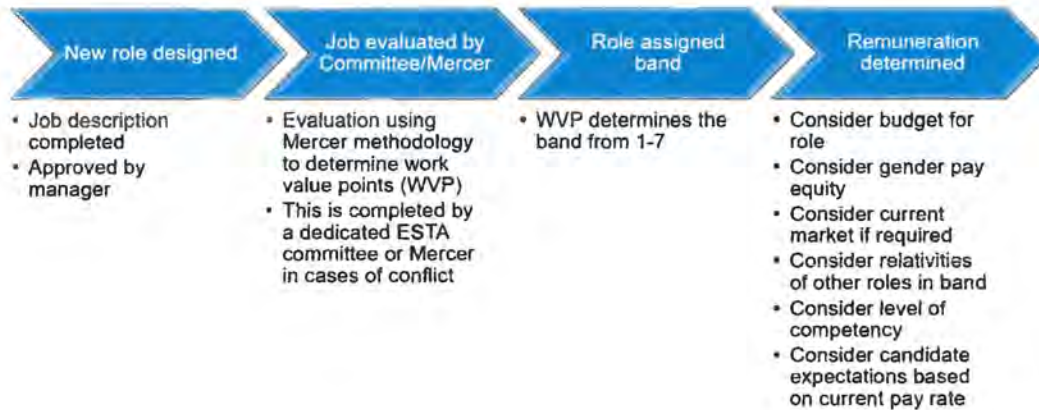 New role designed
Job evaluated by
Committee/Mercer
Role assigned
band
Remuneration
determined
• Job description
completed
• Approved by
manager
• Evaluation using
Mercer methodology
to determine work
value points (WVP)
• This is completed by
a dedicated ESTA
committee or Mercer
in cases of conflict
• WVP determines the
band from 1-7
• Consider budget for
role
• Consider gender pay
equity
• Consider current
market if required
• Consider relativities
of other roles in band
• Consider level of
competency
• Consider candidate
expectations based
on current pay rate